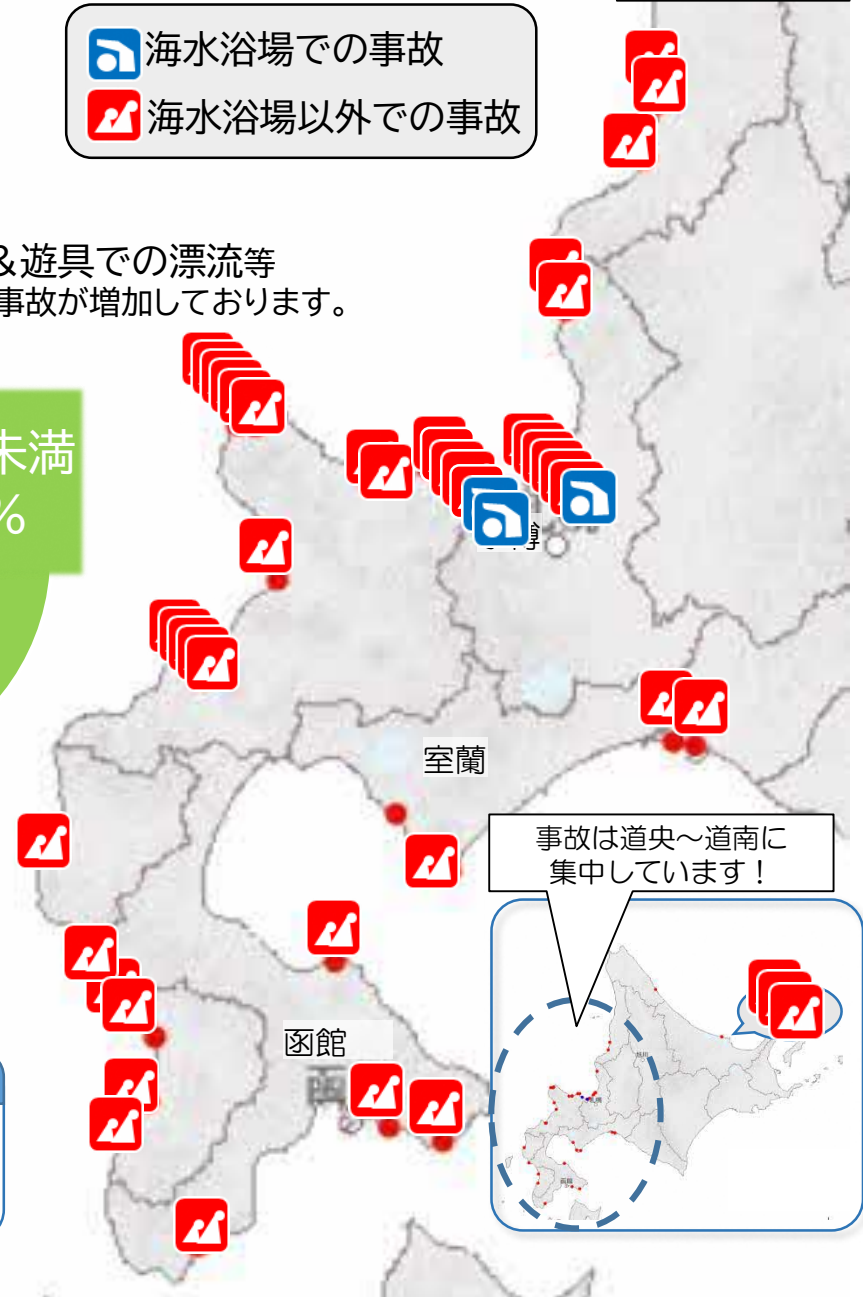 海水浴場での事故
海水浴場以外での事故
&遊具での漂流等
事故が増加しております。
未満
%
室蘭
事故は道央~道南に
集中しています!
函館